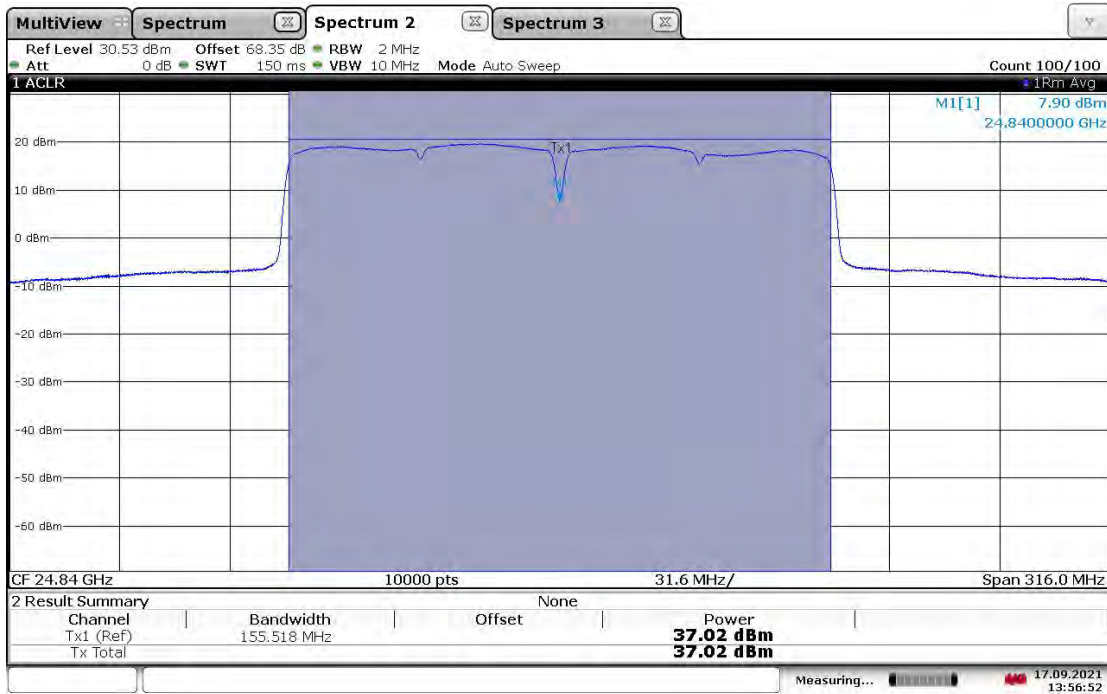 MultiView Spectrum Spectrum 2 Spectrum 3
Ref Level 30.53 dBm Offset 68.35 dB RBW 2 MHz
Att 0 dB SWT 150 ms VBW 10 MHz Mode Auto Sweep Count 100/100
1 ACLR 1Rm Avg
M1[1] 7.90 dBm
24.8400000 GHz
20 dBm
Tx1
10 dBm
0 dBm
-10 dBm
-20 dBm
-30 dBm
-40 dBm
-50 dBm
-60 dBm
CF 24.84 GHz 10000 pts 31.6 MHz/ Span 316.0 MHz
2 Result Summary None
Channel Bandwidth Offset Power
Tx1 (Ref) 155.518 MHz 37.02 dBm
Tx Total 37.02 dBm
Measuring... 17.09.2021
13:56:52